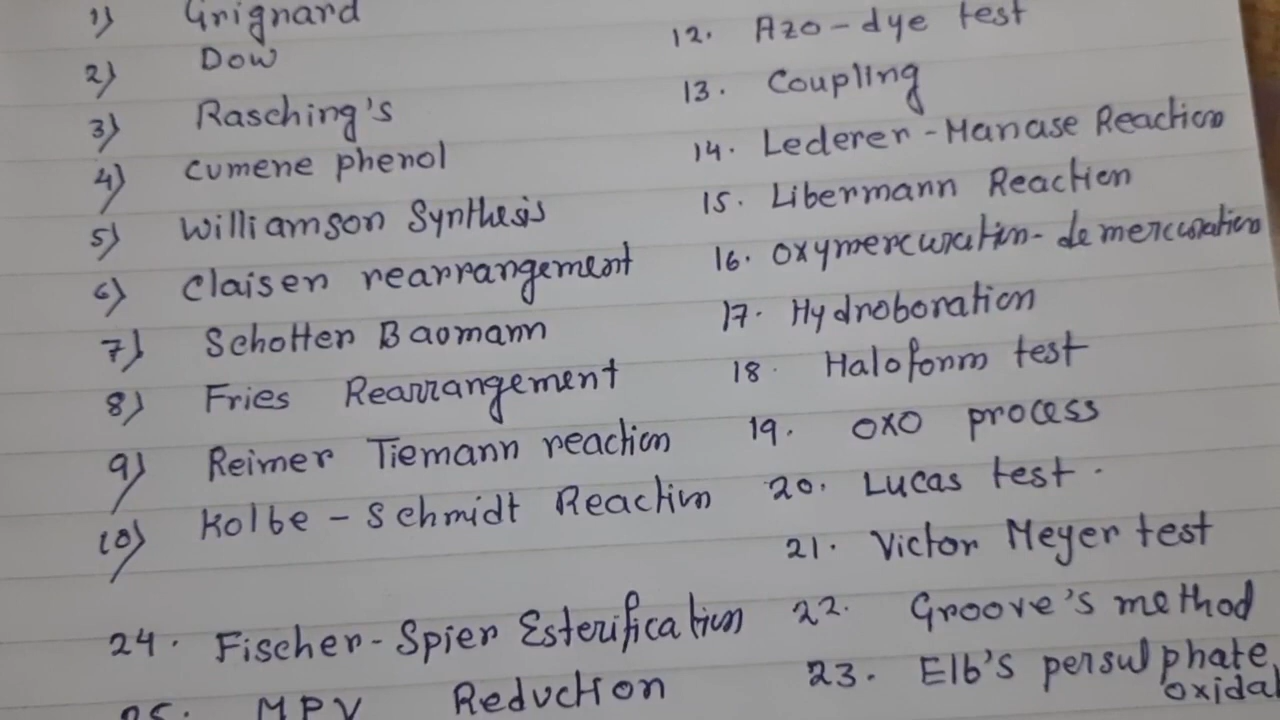 1) Grignard
2) Dow
3) Rasching's
4) cumene phenol
5) Williamson Synthesis
6) Claisen rearrangement
7) Schotten Baomann
8) Fries Rearrangement
9) Reimer Tiemann reaction
10) Kolbe - Schmidt Reaction
24. Fischer-Spier Esterification
25. MPV Reduction
12. Azo-dye test
13. Coupling
14. Lederer-Manase Reaction
15. Libermann Reaction
16. Oxymercuration-demercuration
17. Hydroboration
18. Haloform test
19. OXO process
20. Lucas test.
21. Victor Meyer test
22. Groove's method
23. Elb's persulphate
oxidat